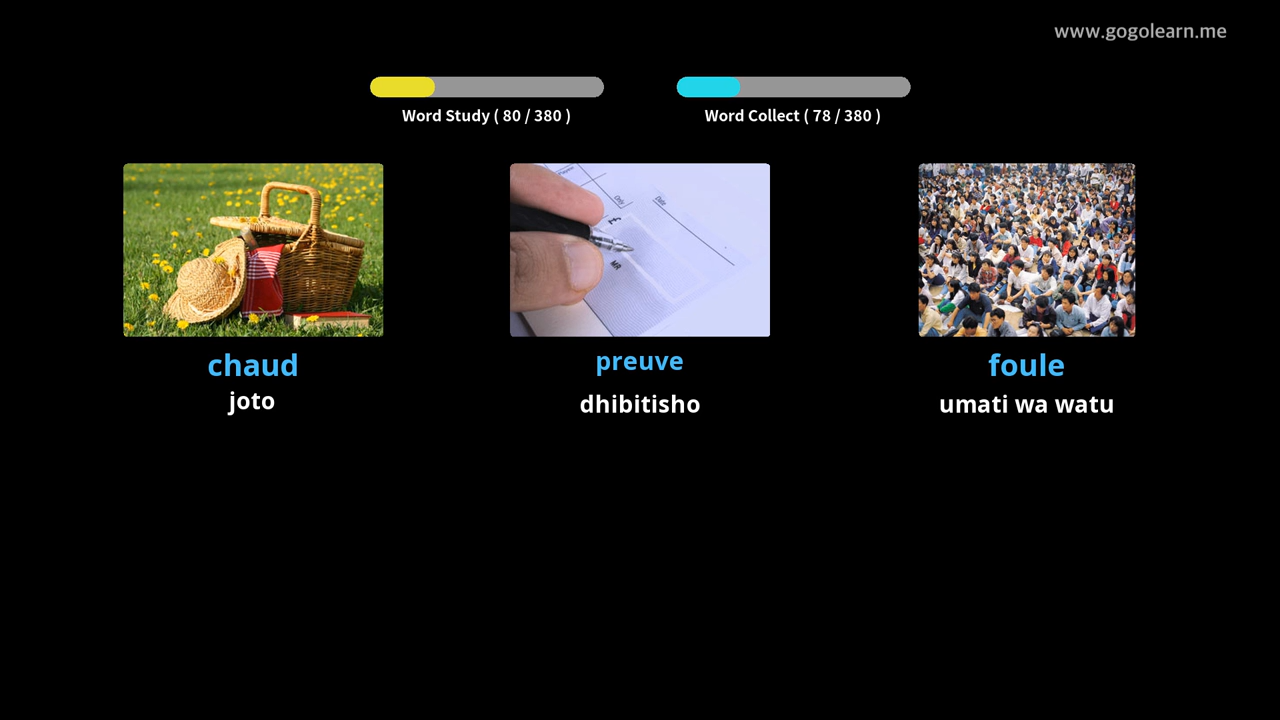 www.gogolearn.me
Word Study ( 80 / 380 )
Word Collect ( 78 / 380 )
chaud
joto
preuve
dhibitisho
foule
umati wa watu